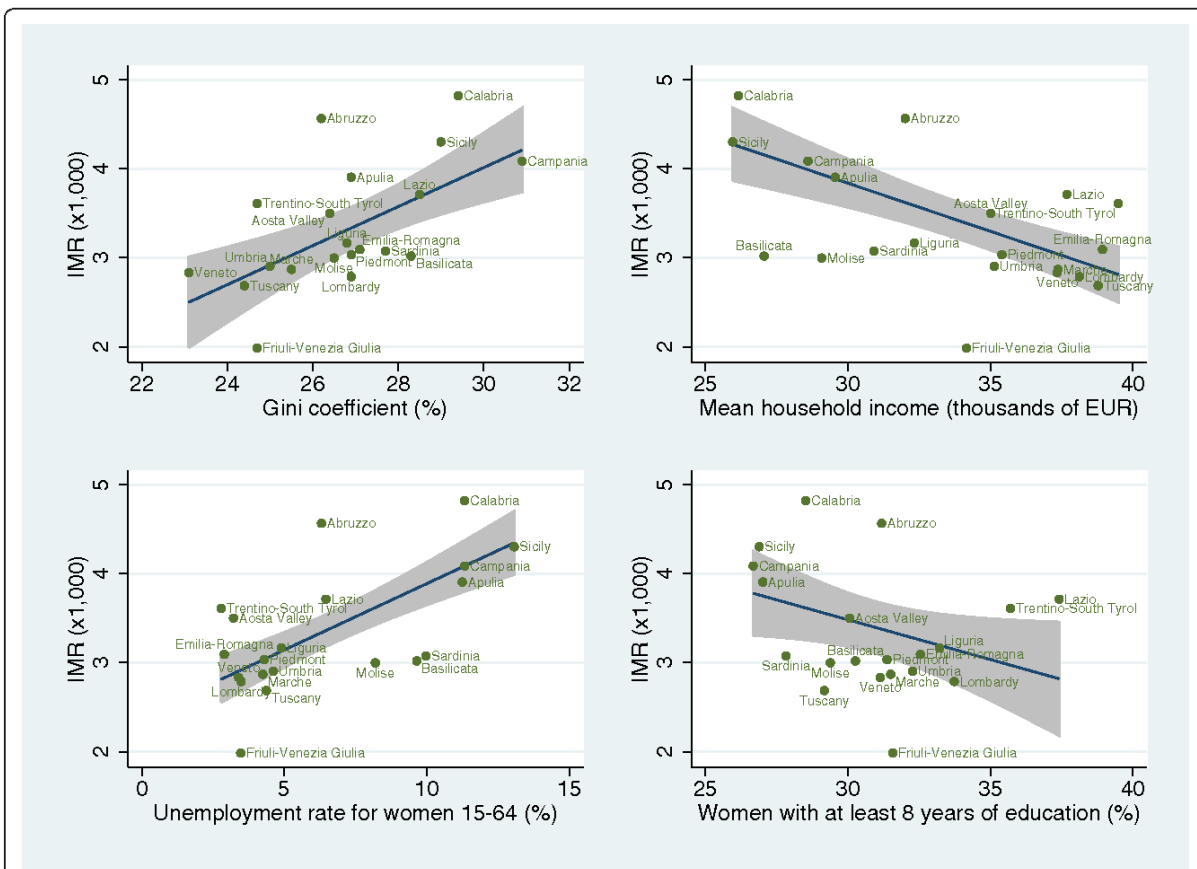 5
4
3
2
IMR (x1,000)
Calabria
Abruzzo
Sicily
Campania
Apulia
Lazio
Trentino-South Tyrol
Aosta Valley
Liguria
Emilia-Romagna
Sardinia
Umbria
Marche
Molise
Piedmont
Basilicata
Veneto
Lombardy
Tuscany
Friuli-Venezia Giulia
22 24 26 28 30 32
Gini coefficient (%)
5
4
3
2
IMR (x1,000)
Calabria
Abruzzo
Sicily
Campania
Apulia
Lazio
Aosta Valley
Trentino-South Tyrol
Basilicata
Liguria
Emilia-Romagna
Sardinia
Molise
Piedmont
Umbria
Marche
Veneto
Lombardy
Tuscany
Friuli-Venezia Giulia
25 30 35 40
Mean household income (thousands of EUR)
5
4
3
2
IMR (x1,000)
Calabria
Abruzzo
Sicily
Campania
Apulia
Lazio
Trentino-South Tyrol
Aosta Valley
Emilia-Romagna
Liguria
Sardinia
Piedmont
Basilicata
Veneto
Umbria
Molise
Marche
Lombardy
Tuscany
Friuli-Venezia Giulia
0 5 10 15
Unemployment rate for women 15-64 (%)
5
4
3
2
IMR (x1,000)
Calabria
Abruzzo
Sicily
Campania
Apulia
Lazio
Trentino-South Tyrol
Aosta Valley
Liguria
Basilicata
Emilia-Romagna
Sardinia
Piedmont
Molise
Umbria
Marche
Veneto
Lombardy
Tuscany
Friuli-Venezia Giulia
25 30 35 40
Women with at least 8 years of education (%)